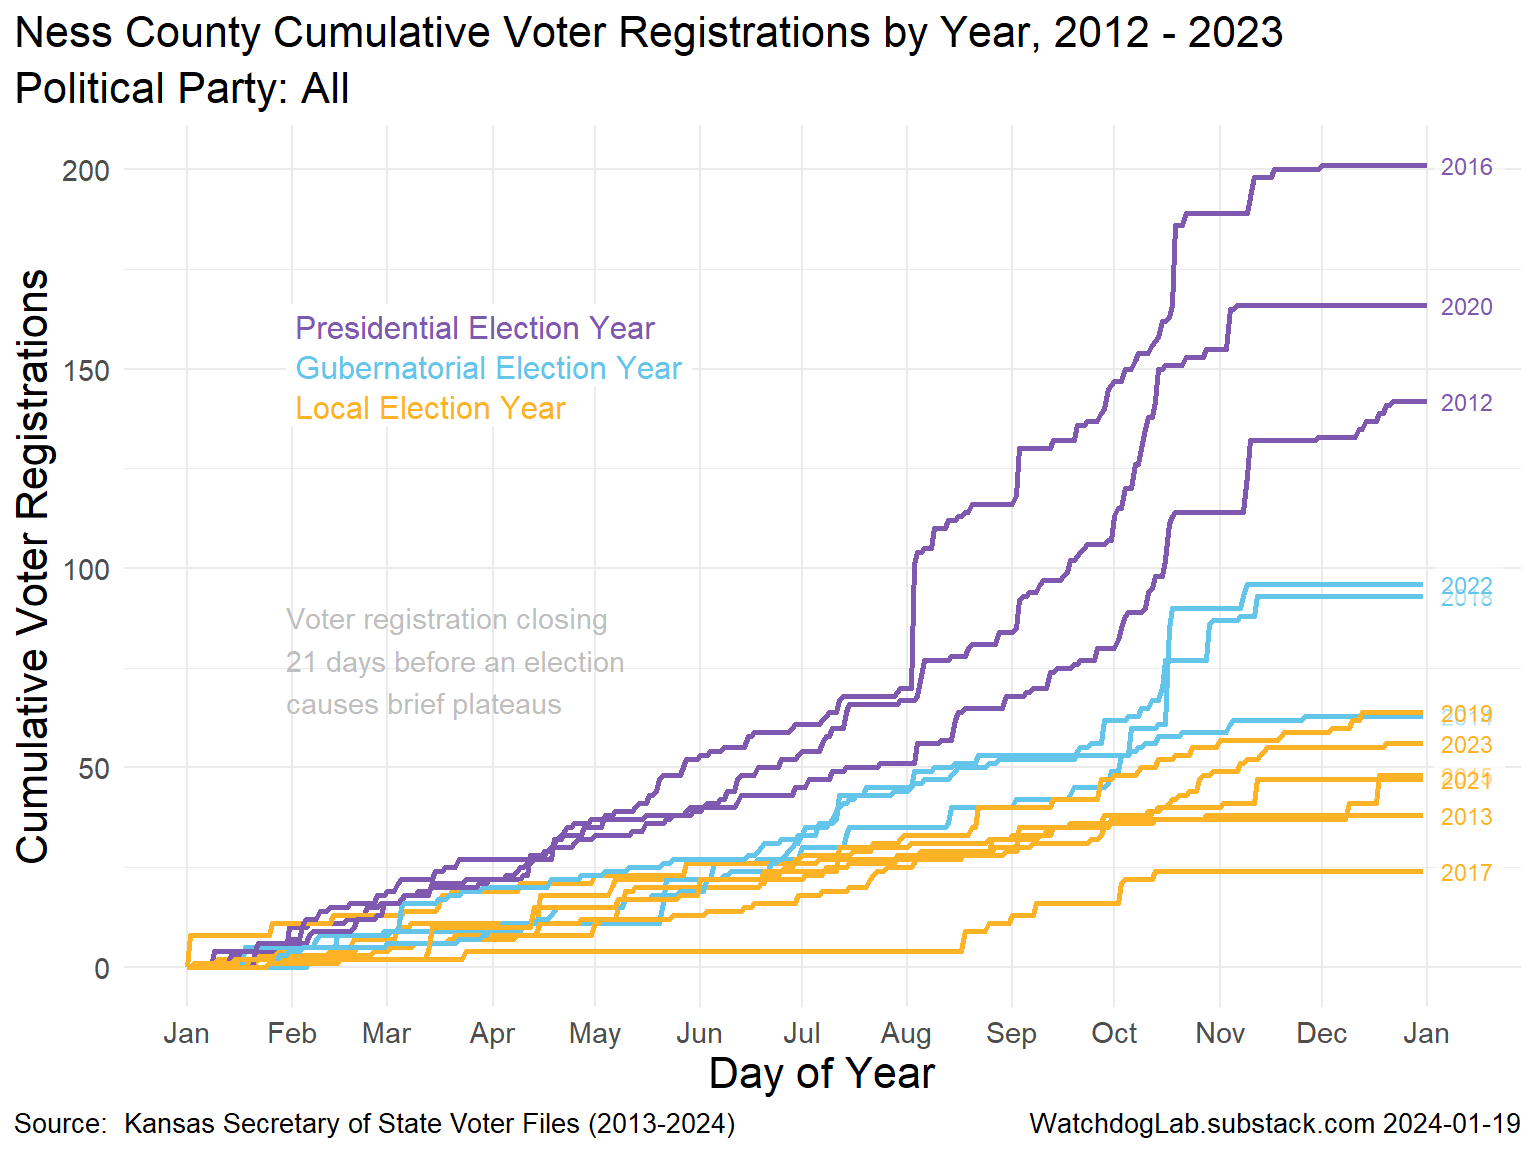 Ness County Cumulative Voter Registrations by Year, 2012 - 2023
Political Party: All
Cumulative Voter Registrations
200
150
100
50
0
Presidential Election Year
Gubernatorial Election Year
Local Election Year
Voter registration closing
21 days before an election
causes brief plateaus
2016
2020
2012
2022
2018
2019
2023
2021
2013
2017
Jan Feb Mar Apr May Jun Jul Aug Sep Oct Nov Dec Jan
Day of Year
Source: Kansas Secretary of State Voter Files (2013-2024)
WatchdogLab.substack.com 2024-01-19